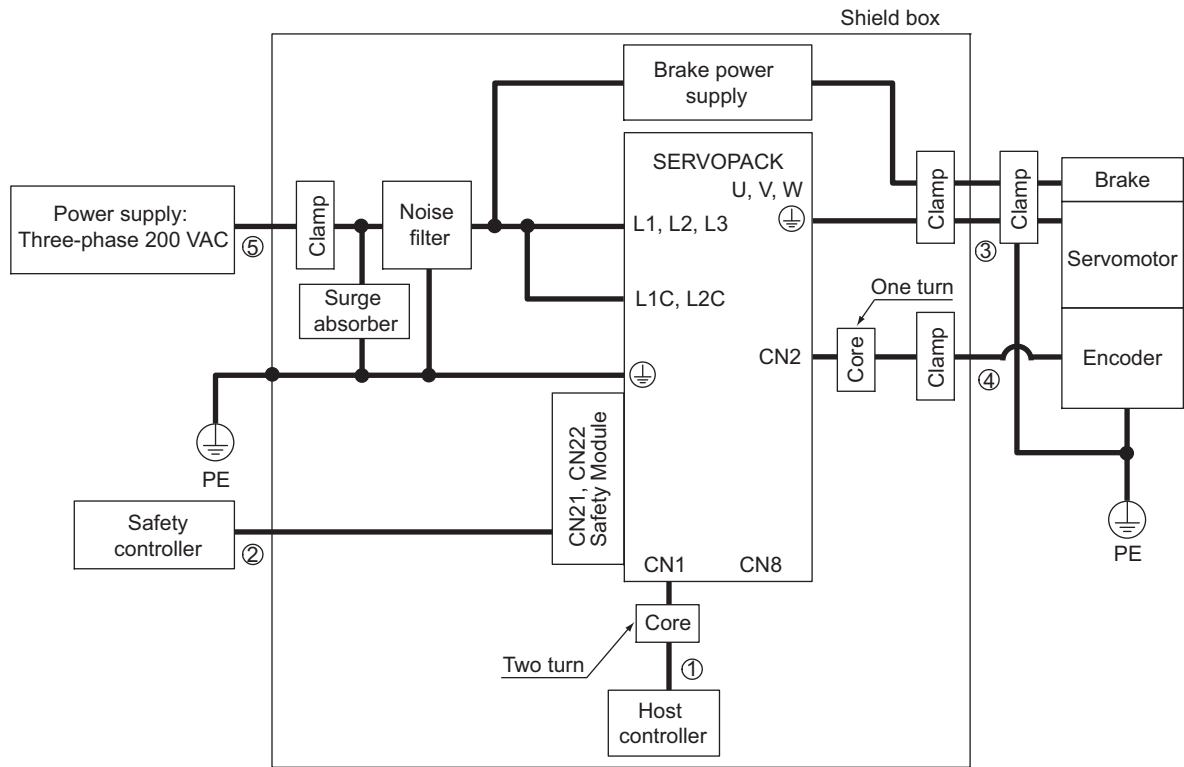 Shield box
Brake power
supply
SERVOPACK
U, V, W
Clamp
Clamp
Brake
Power supply:
Three-phase 200 VAC
⑤
Clamp
Noise
filter
L1, L2, L3
③
Servomotor
Surge
absorber
L1C, L2C
One turn
CN2
Core
Clamp
④
Encoder
PE
CN21, CN22
Safety Module
Safety
controller
②
PE
CN1
CN8
Core
Two turn
①
Host
controller